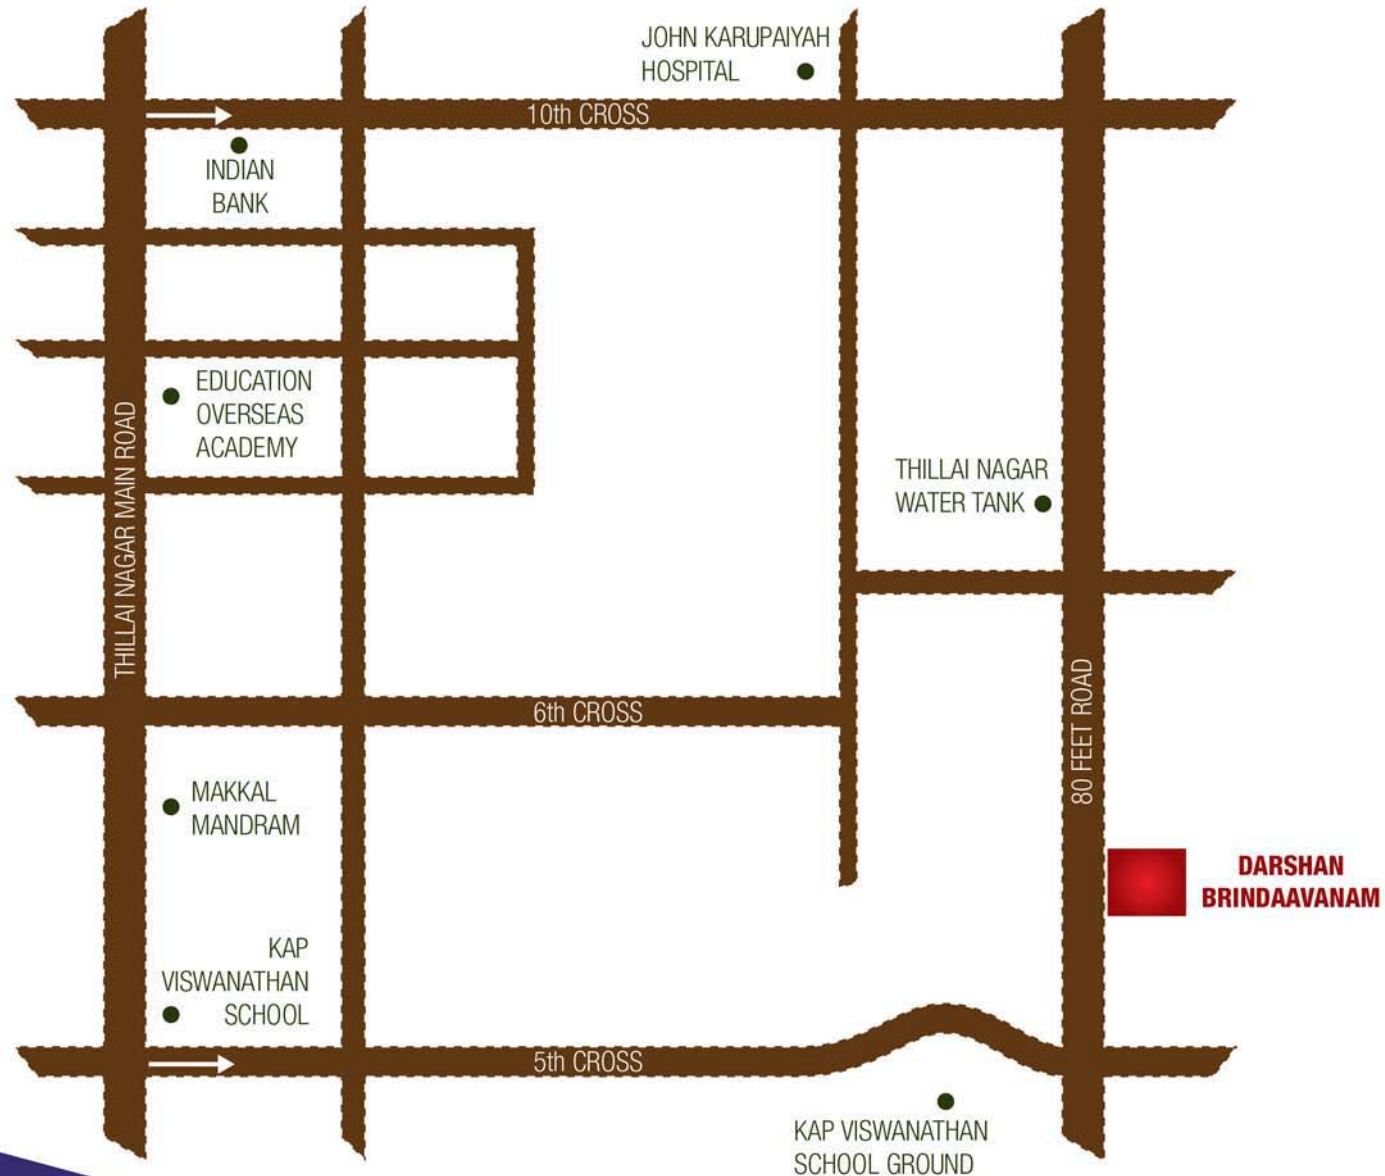 JOHN KARUPAIYAH
HOSPITAL
10th CROSS
INDIAN
BANK
EDUCATION
OVERSEAS
ACADEMY
THILLAI NAGAR MAIN ROAD
THILLAI NAGAR
WATER TANK
6th CROSS
80 FEET ROAD
MAKKAL
MANDRAM
DARSHAN
BRINDAAVANAM
KAP
VISWANATHAN
SCHOOL
5th CROSS
KAP VISWANATHAN
SCHOOL GROUND